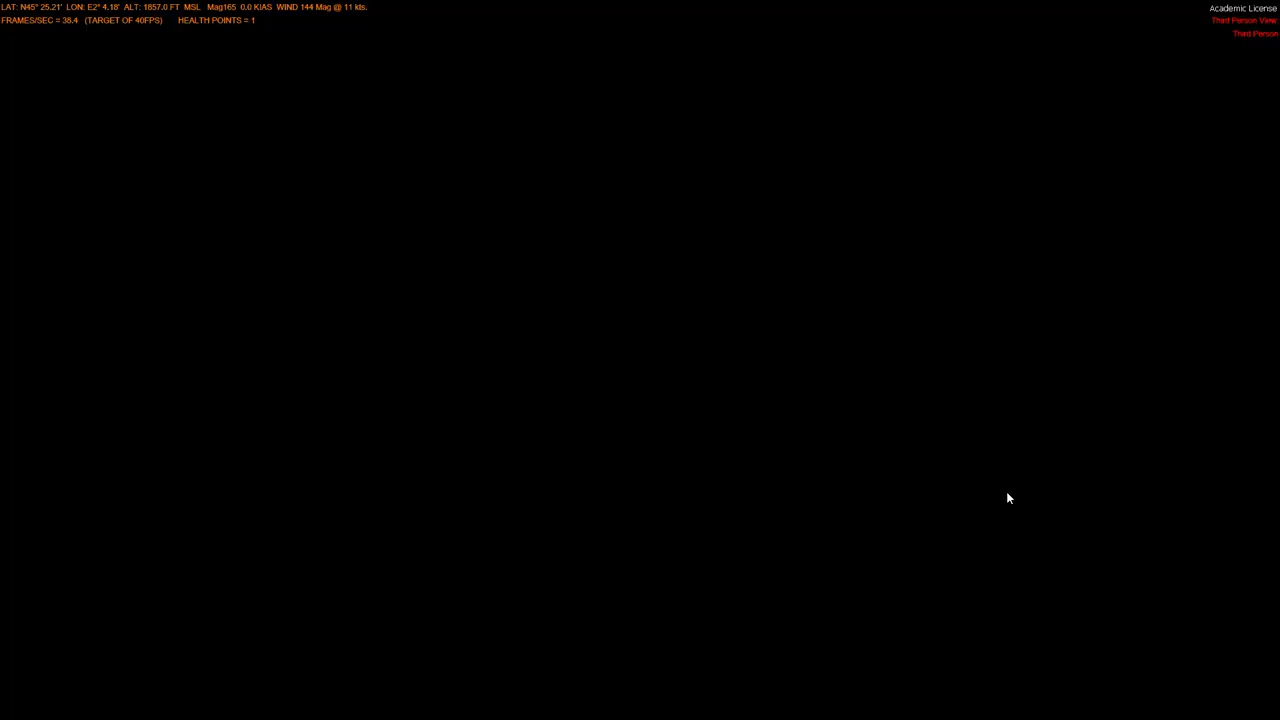 LAT: N45° 25.21' LON: E2° 4.18' ALT: 1857.0 FT MSL Mag165 0.0 KIAS WIND 144 Mag @ 11 kts.
Academic License
FRAMES/SEC = 38.4 (TARGET OF 40FPS) HEALTH POINTS = 1
Third Person View
Third Person